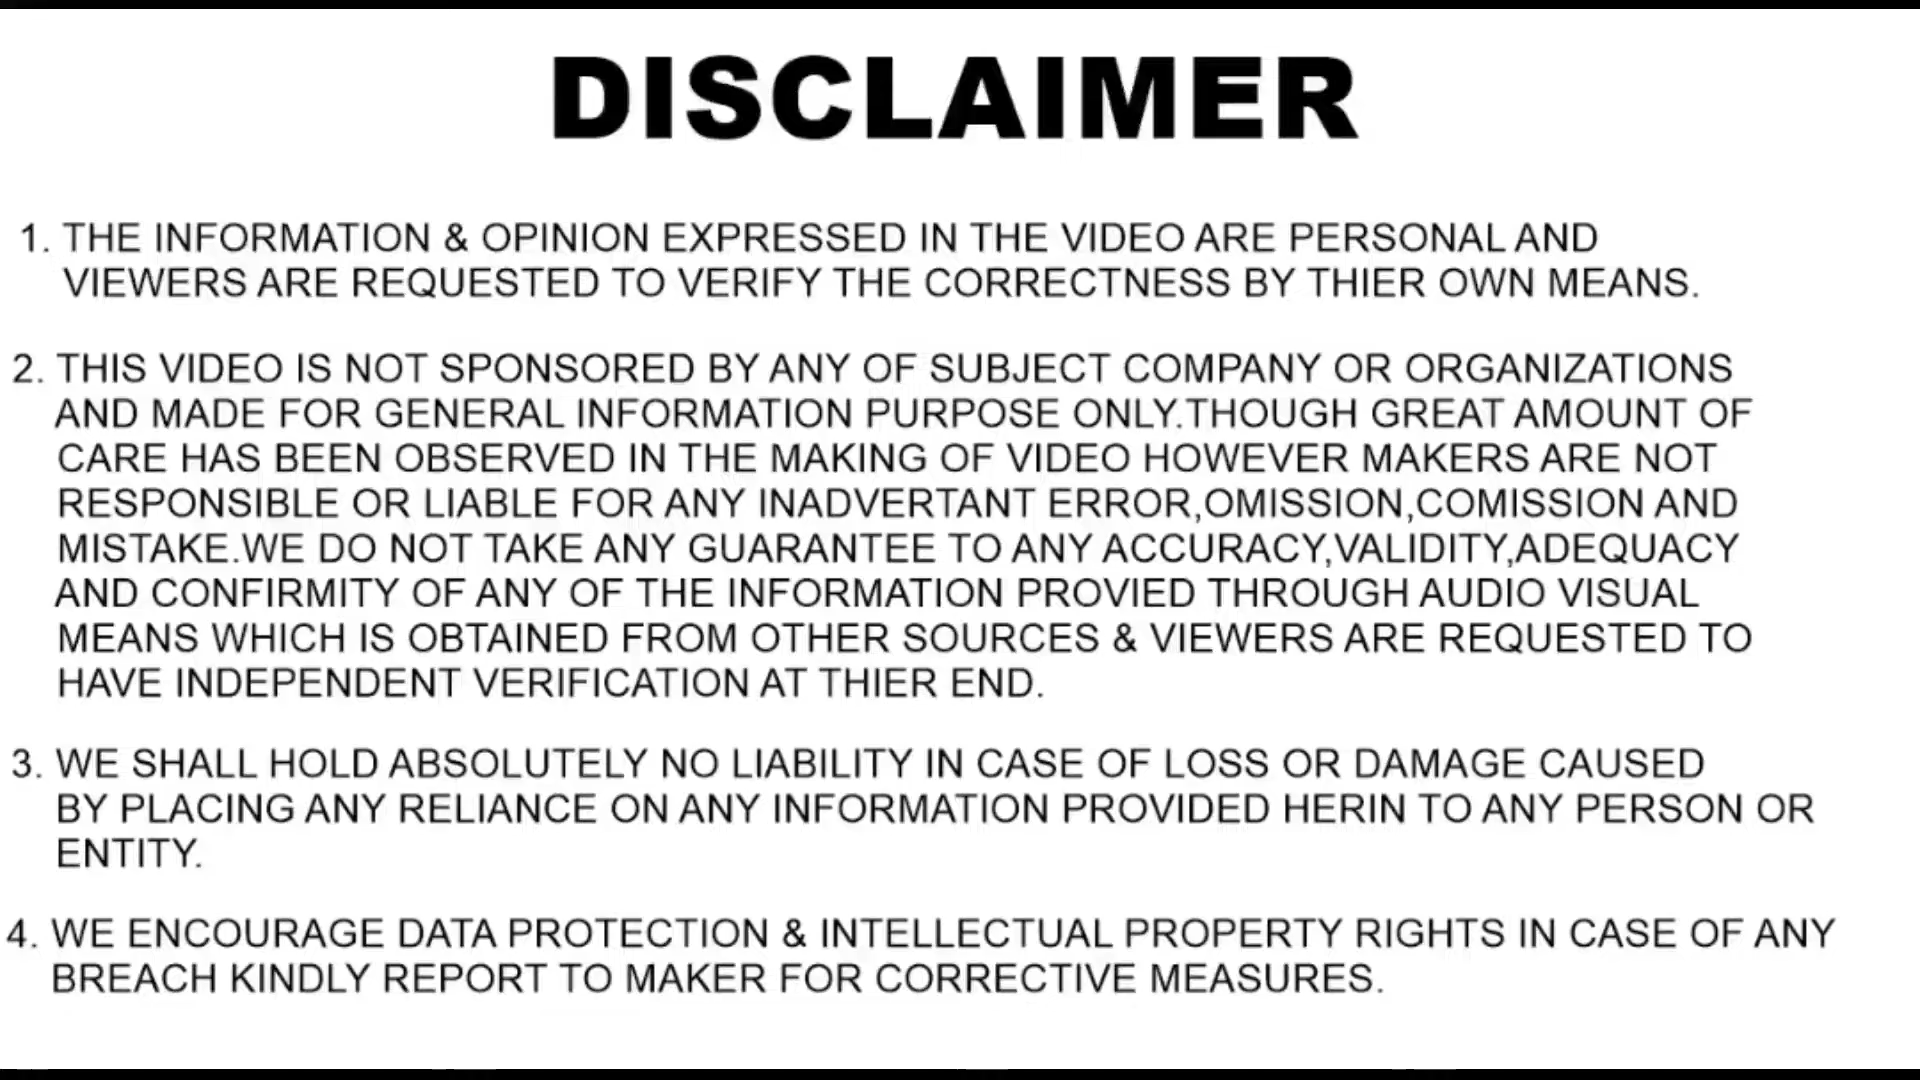 DISCLAIMER
1. THE INFORMATION & OPINION EXPRESSED IN THE VIDEO ARE PERSONAL AND
VIEWERS ARE REQUESTED TO VERIFY THE CORRECTNESS BY THIER OWN MEANS.
2. THIS VIDEO IS NOT SPONSORED BY ANY OF SUBJECT COMPANY OR ORGANIZATIONS
AND MADE FOR GENERAL INFORMATION PURPOSE ONLY.THOUGH GREAT AMOUNT OF
CARE HAS BEEN OBSERVED IN THE MAKING OF VIDEO HOWEVER MAKERS ARE NOT
RESPONSIBLE OR LIABLE FOR ANY INADVERTANT ERROR,OMISSION,COMISSION AND
MISTAKE.WE DO NOT TAKE ANY GUARANTEE TO ANY ACCURACY,VALIDITY,ADEQUACY
AND CONFIRMITY OF ANY OF THE INFORMATION PROVIED THROUGH AUDIO VISUAL
MEANS WHICH IS OBTAINED FROM OTHER SOURCES & VIEWERS ARE REQUESTED TO
HAVE INDEPENDENT VERIFICATION AT THIER END.
3. WE SHALL HOLD ABSOLUTELY NO LIABILITY IN CASE OF LOSS OR DAMAGE CAUSED
BY PLACING ANY RELIANCE ON ANY INFORMATION PROVIDED HERIN TO ANY PERSON OR
ENTITY.
4. WE ENCOURAGE DATA PROTECTION & INTELLECTUAL PROPERTY RIGHTS IN CASE OF ANY
BREACH KINDLY REPORT TO MAKER FOR CORRECTIVE MEASURES.